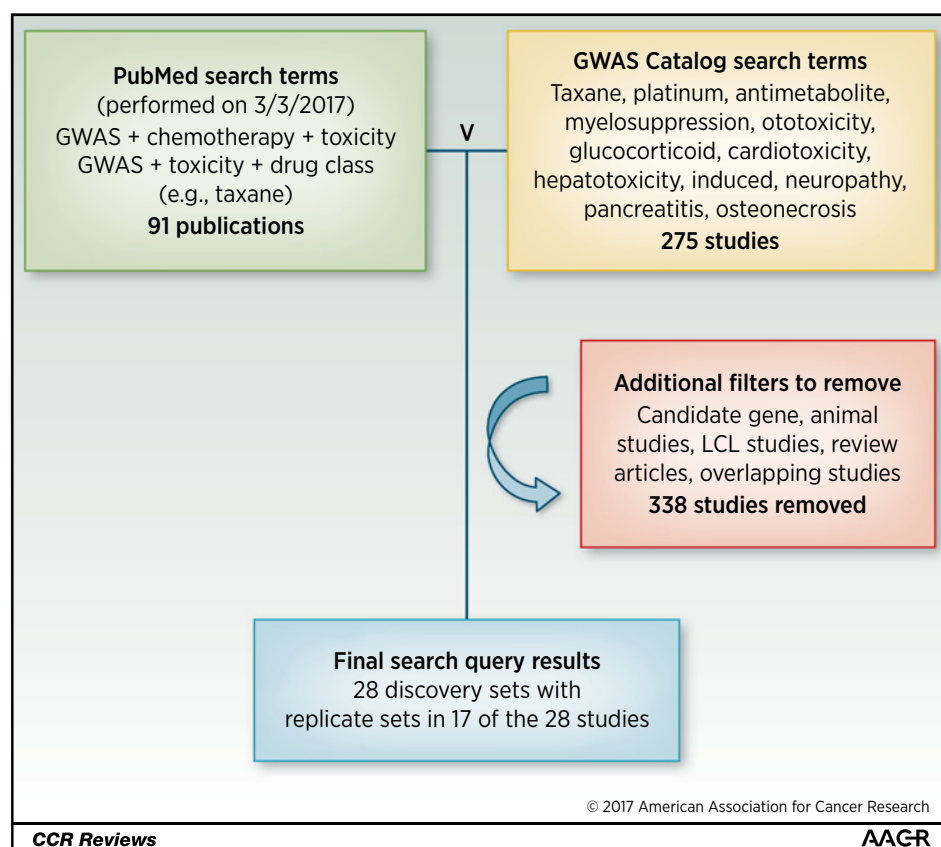 PubMed search terms
(performed on 3/3/2017)
GWAS + chemotherapy + toxicity
GWAS + toxicity + drug class
(e.g., taxane)
91 publications
V
GWAS Catalog search terms
Taxane, platinum, antimetabolite,
myelosuppression, ototoxicity,
glucocorticoid, cardiotoxicity,
hepatotoxicity, induced, neuropathy,
pancreatitis, osteonecrosis
275 studies
Additional filters to remove
Candidate gene, animal
studies, LCL studies, review
articles, overlapping studies
338 studies removed
Final search query results
28 discovery sets with
replicate sets in 17 of the 28 studies
© 2017 American Association for Cancer Research
CCR Reviews
AACR